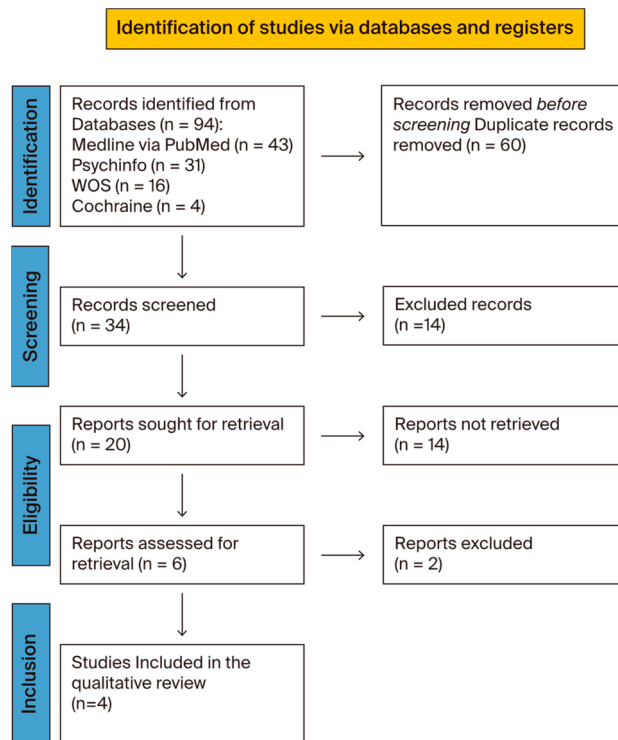 Identification of studies via databases and registers
Identification
Records identified from
Databases (n = 94):
Medline via PubMed (n = 43)
Psychinfo (n = 31)
WOS (n = 16)
Cochraine (n = 4)
Records removed before
screening Duplicate records
removed (n = 60)
Screening
Records screened
(n = 34)
Excluded records
(n =14)
Eligibility
Reports sought for retrieval
(n = 20)
Reports not retrieved
(n = 14)
Reports assessed for
retrieval (n = 6)
Reports excluded
(n = 2)
Inclusion
Studies Included in the
qualitative review
(n=4)